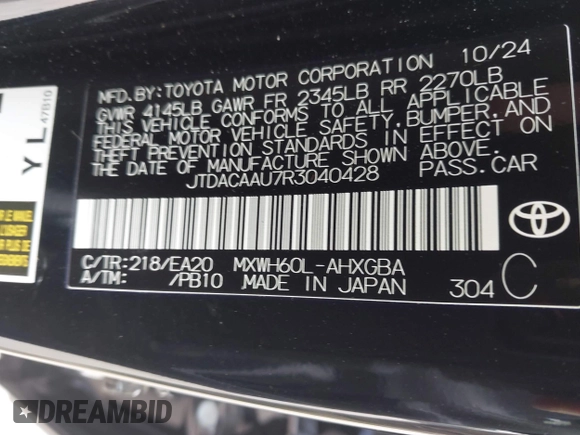 MFD.BY:TOYOTA MOTOR CORPORATION 10/24
GVWR 4145LB GAWR FR 2345LB RR 2270LB
THIS VEHICLE CONFORMS TO ALL APPLICABLE
FEDERAL MOTOR VEHICLE SAFETY,BUMPER, AND
THEFT PREVENTION STANDARDS IN EFFECT ON
THE DATE OF MANUFACTURE SHOWN ABOVE.
JTDACAAU7R3040428 PASS.CAR
C/TR:218/EA20 MXWH60L-AHXGBA
A/TM: /PB10 MADE IN JAPAN 304 C
YL
47B10
DREAMBID